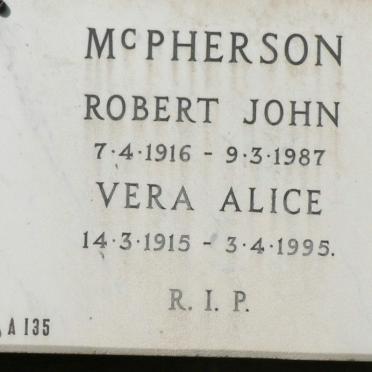 McPHERSON
ROBERT JOHN
7·4·1916 - 9·3·1987
VERA ALICE
14·3·1915 - 3·4·1995.
R. I. P.
A 135